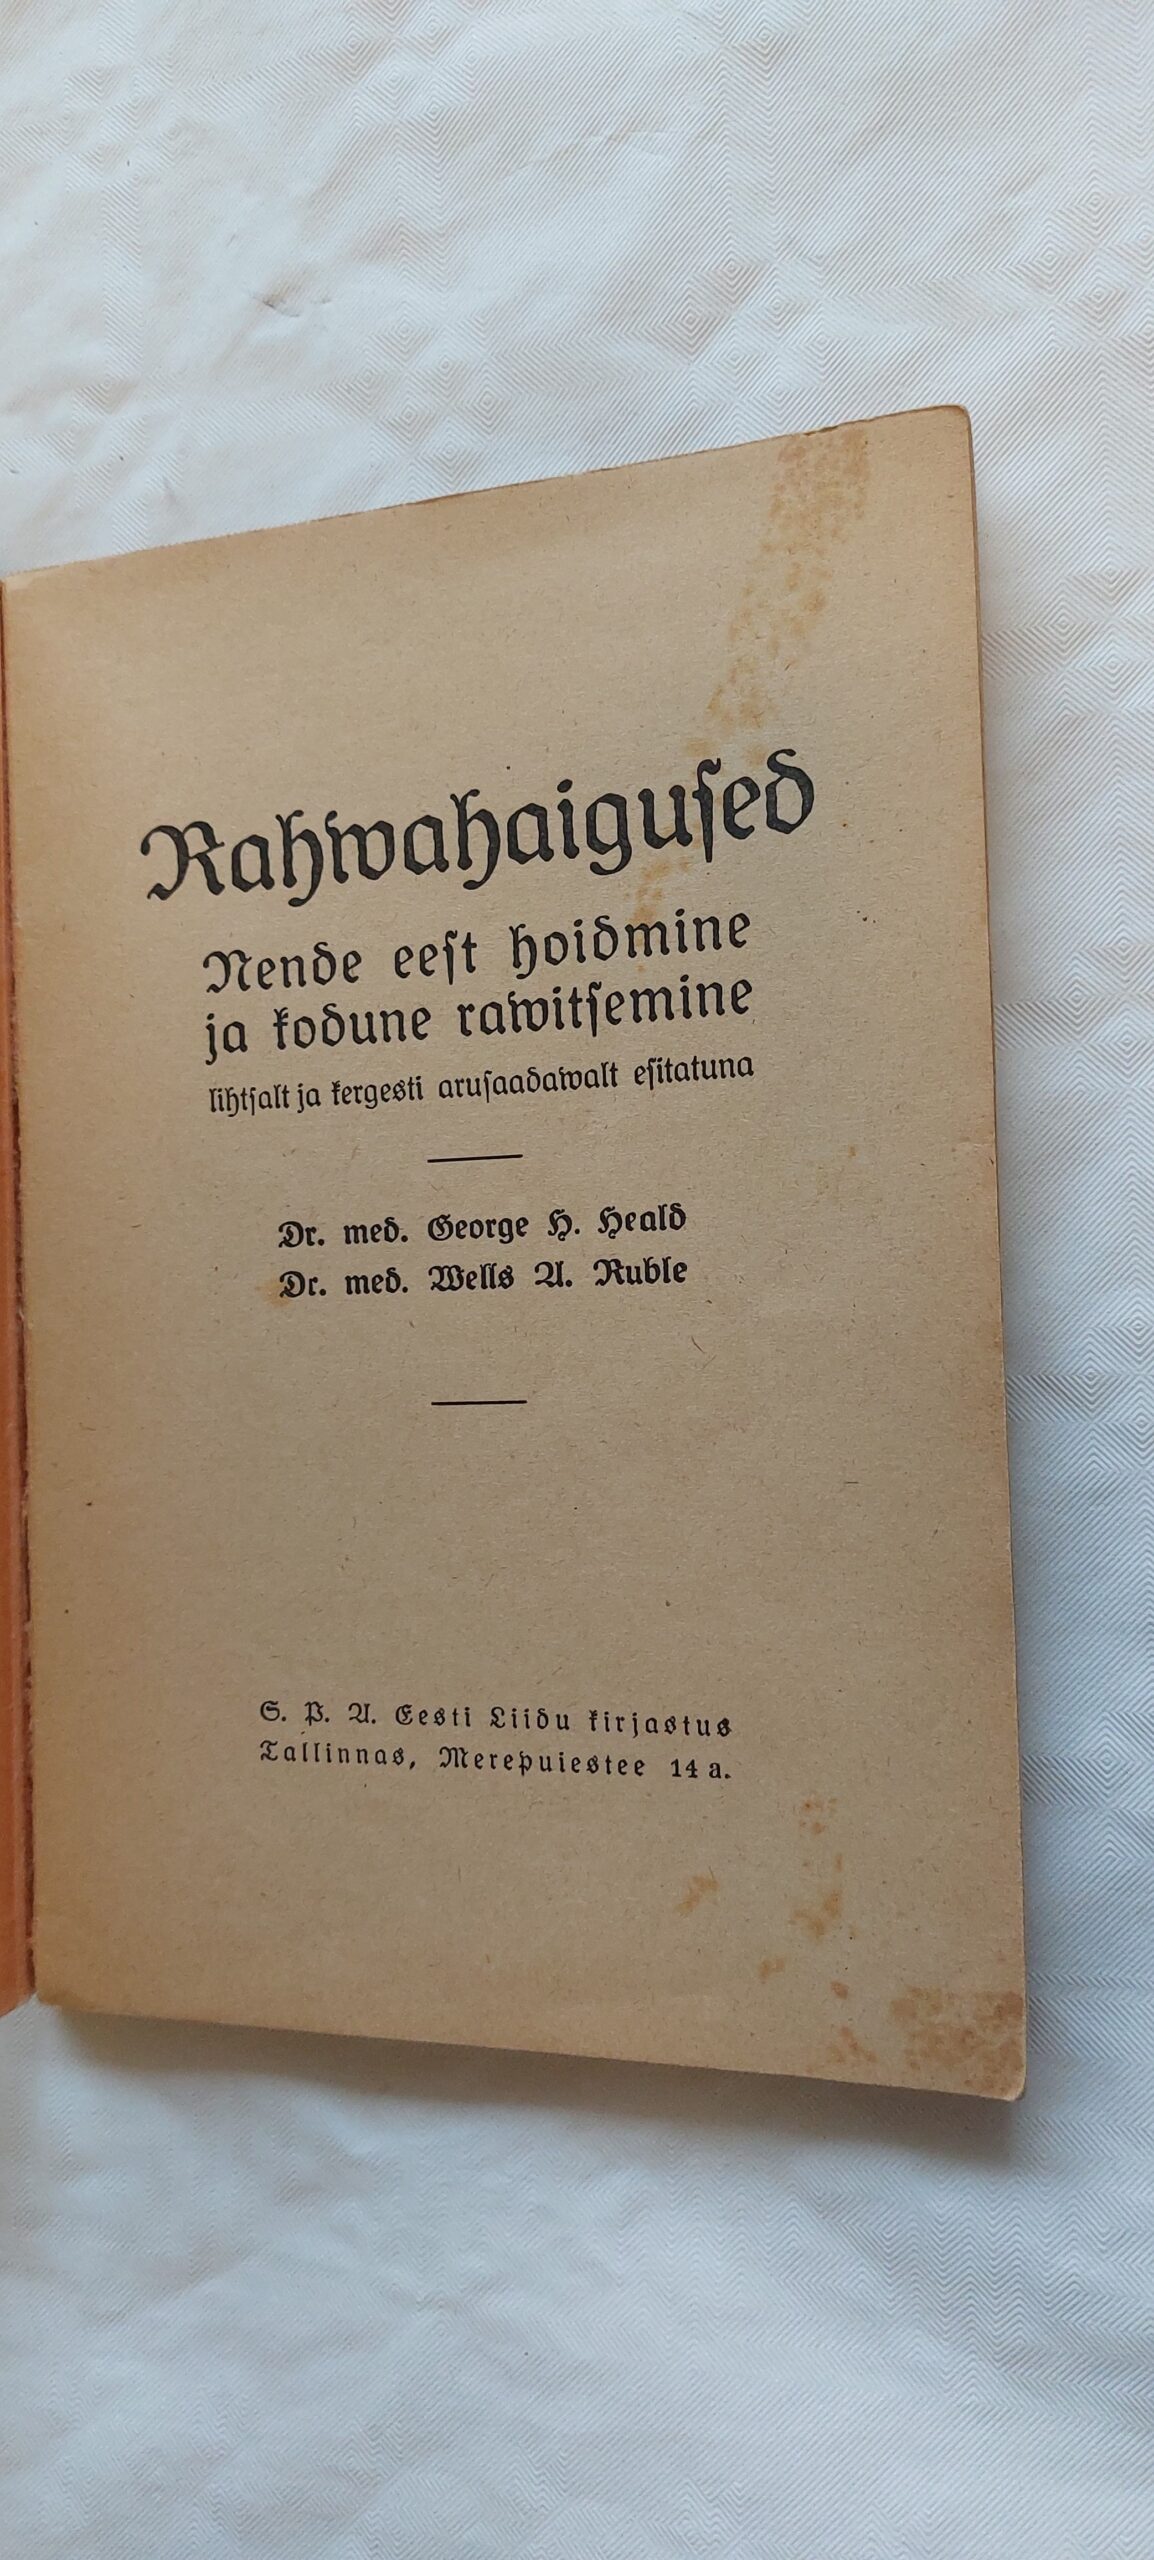 Rahwahaigused
Nende eest hoidmine
ja kodune rawitsemine
lihtsalt ja kergesti arusaadawalt esitatuna
Dr. med. George H. Heald
Dr. med. Wells A. Ruble
S. P. A. Eesti Liidu kirjastus
Tallinnas, Merepuiestee 14 a.